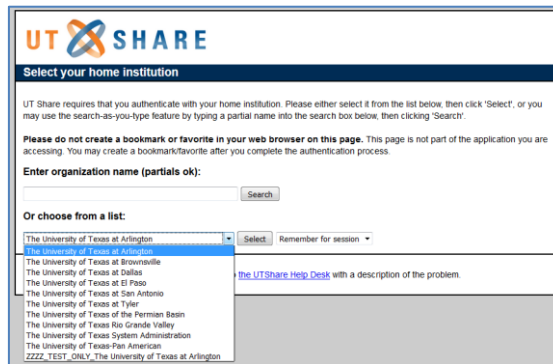 UT SHARE
Select your home institution
UT Share requires that you authenticate with your home institution. Please either select it from the list below, then click 'Select', or you
may use the search-as-you-type feature by typing a partial name into the search box below, then clicking 'Search'.
Please do not create a bookmark or favorite in your web browser on this page. This page is not part of the application you are
accessing. You may create a bookmark/favorite after you complete the authentication process.
Enter organization name (partials ok):
Search
Or choose from a list:
The University of Texas at Arlington Select Remember for session
The University of Texas at Arlington
The University of Texas at Brownsville
The University of Texas at Dallas
the UTShare Help Desk with a description of the problem.
The University of Texas at El Paso
The University of Texas at San Antonio
The University of Texas at Tyler
The University of Texas of the Permian Basin
The University of Texas Rio Grande Valley
The University of Texas System Administration
The University of Texas-Pan American
ZZZZ_TEST_ONLY_The University of Texas at Arlington